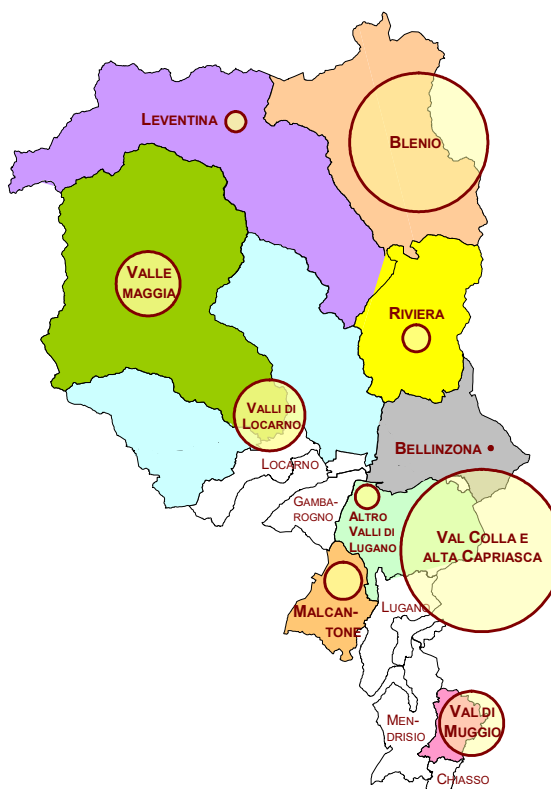 LEVENTINA
BLENIO
VALLE
MAGGIA
RIVIERA
VALLI DI
LOCARNO
BELLINZONA
LOCARNO
GAMBA-
ROGNO
ALTRO
VALLI DI
LUGANO
VAL COLLA E
ALTA CAPRIASCA
MALCAN-
TONE
LUGANO
VAL DI
MUGGIO
MEN-
DRISIO
CHIASSO